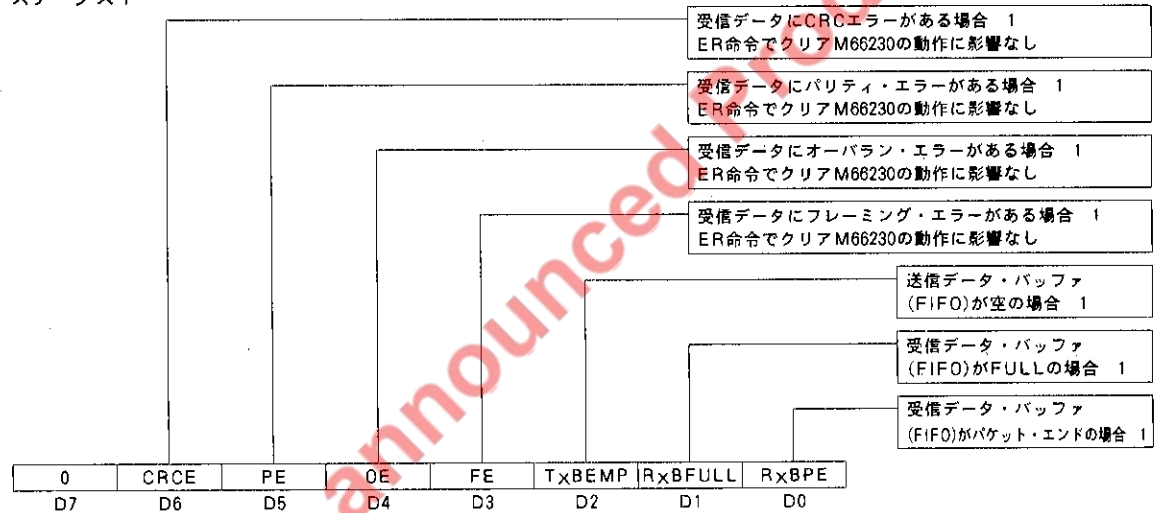 ステータス1
受信データにCRCエラーがある場合 1
ER命令でクリアM66230の動作に影響なし
受信データにパリティ・エラーがある場合 1
ER命令でクリアM66230の動作に影響なし
受信データにオーバラン・エラーがある場合 1
ER命令でクリアM66230の動作に影響なし
受信データにフレーミング・エラーがある場合 1
ER命令でクリアM66230の動作に影響なし
送信データ・バッファ
(FIFO)が空の場合 1
受信データ・バッファ
(FIFO)がFULLの場合 1
受信データ・バッファ
(FIFO)がパケット・エンドの場合 1
0 CRCE PE OE FE TxBEMP RxBFULL RxBPE
D7 D6 D5 D4 D3 D2 D1 D0
announced